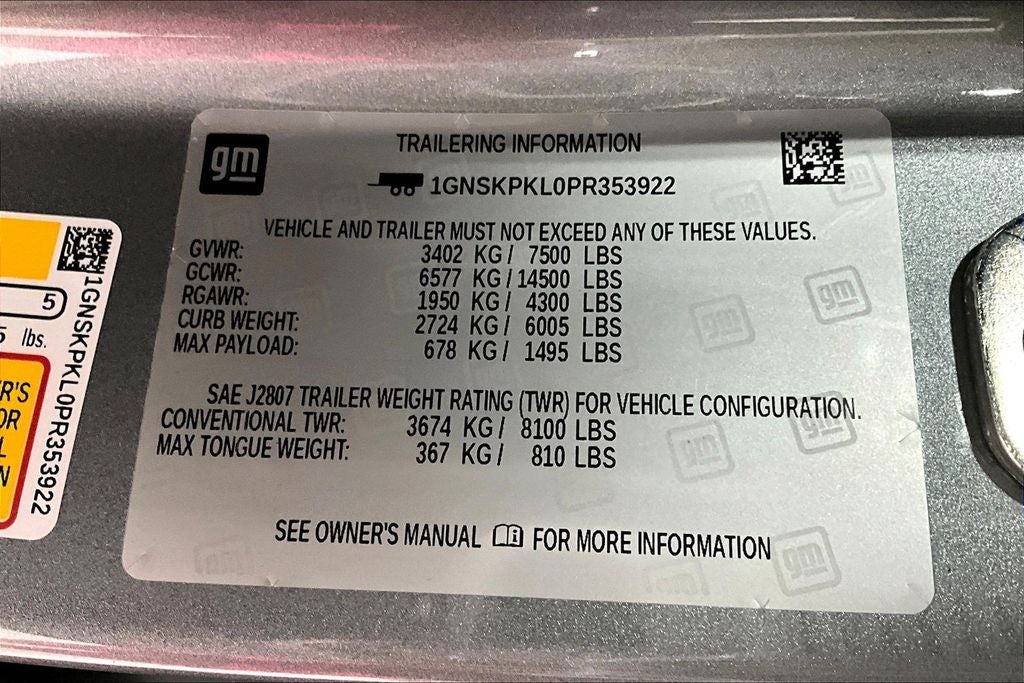 gm
TRAILERING INFORMATION
1GNSKPKL0PR353922
VEHICLE AND TRAILER MUST NOT EXCEED ANY OF THESE VALUES.
GVWR: 3402 KG / 7500 LBS
GCWR: 6577 KG / 14500 LBS
RGAWR: 1950 KG / 4300 LBS
CURB WEIGHT: 2724 KG / 6005 LBS
MAX PAYLOAD: 678 KG / 1495 LBS
SAE J2807 TRAILER WEIGHT RATING (TWR) FOR VEHICLE CONFIGURATION.
CONVENTIONAL TWR: 3674 KG / 8100 LBS
MAX TONGUE WEIGHT: 367 KG / 810 LBS
SEE OWNER'S MANUAL FOR MORE INFORMATION
5
lbs.
1GNSKPKL0PR353922